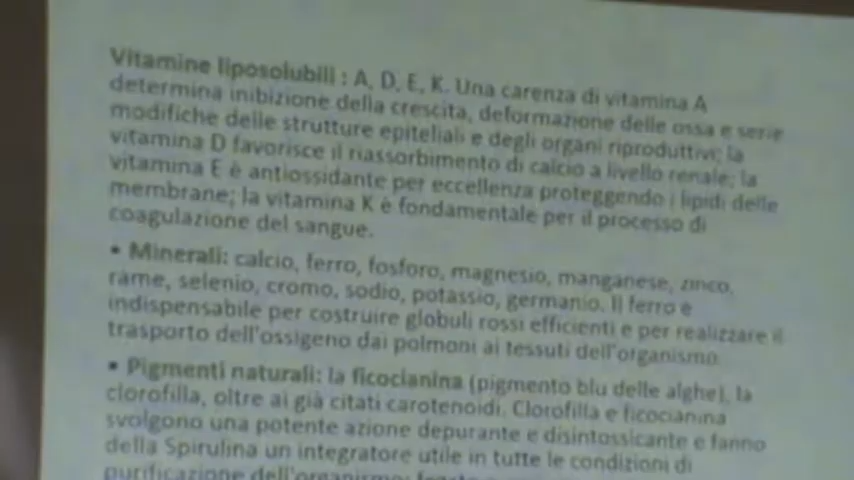 Vitamine liposolubili : A, D, E, K. Una carenza di vitamina A
determina inibizione della crescita, deformazione delle ossa e serie
modifiche delle strutture epiteliali e degli organi riproduttivi; la
vitamina D favorisce il riassorbimento di calcio a livello renale; la
vitamina E è antiossidante per eccellenza proteggendo i lipidi delle
membrane; la vitamina K è fondamentale per il processo di
coagulazione del sangue.
• Minerali: calcio, ferro, fosforo, magnesio, manganese, zinco,
rame, selenio, cromo, sodio, potassio, germanio. Il ferro è
indispensabile per costruire globuli rossi efficienti e per realizzare il
trasporto dell'ossigeno dai polmoni ai tessuti dell'organismo.
• Pigmenti naturali: la ficocianina (pigmento blu delle alghe), la
clorofilla, oltre ai già citati carotenoidi. Clorofilla e ficocianina
svolgono una potente azione depurante e disintossicante e fanno
della Spirulina un integratore utile in tutte le condizioni di
purificazione dell'organismo: